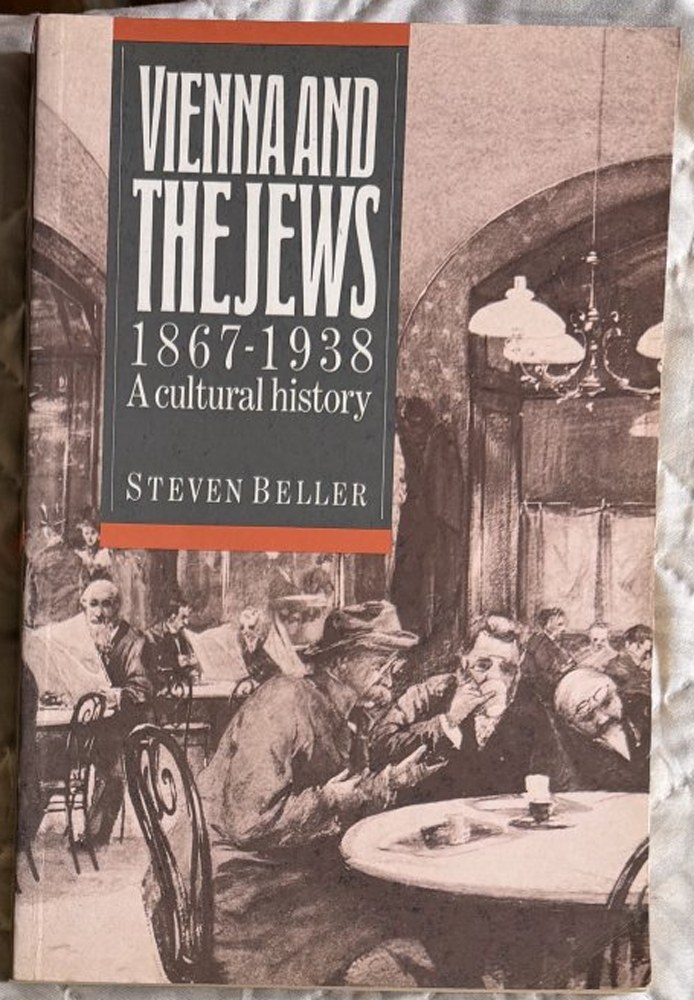 VIENNA AND
THE JEWS
1867-1938
A cultural history
STEVEN BELLER